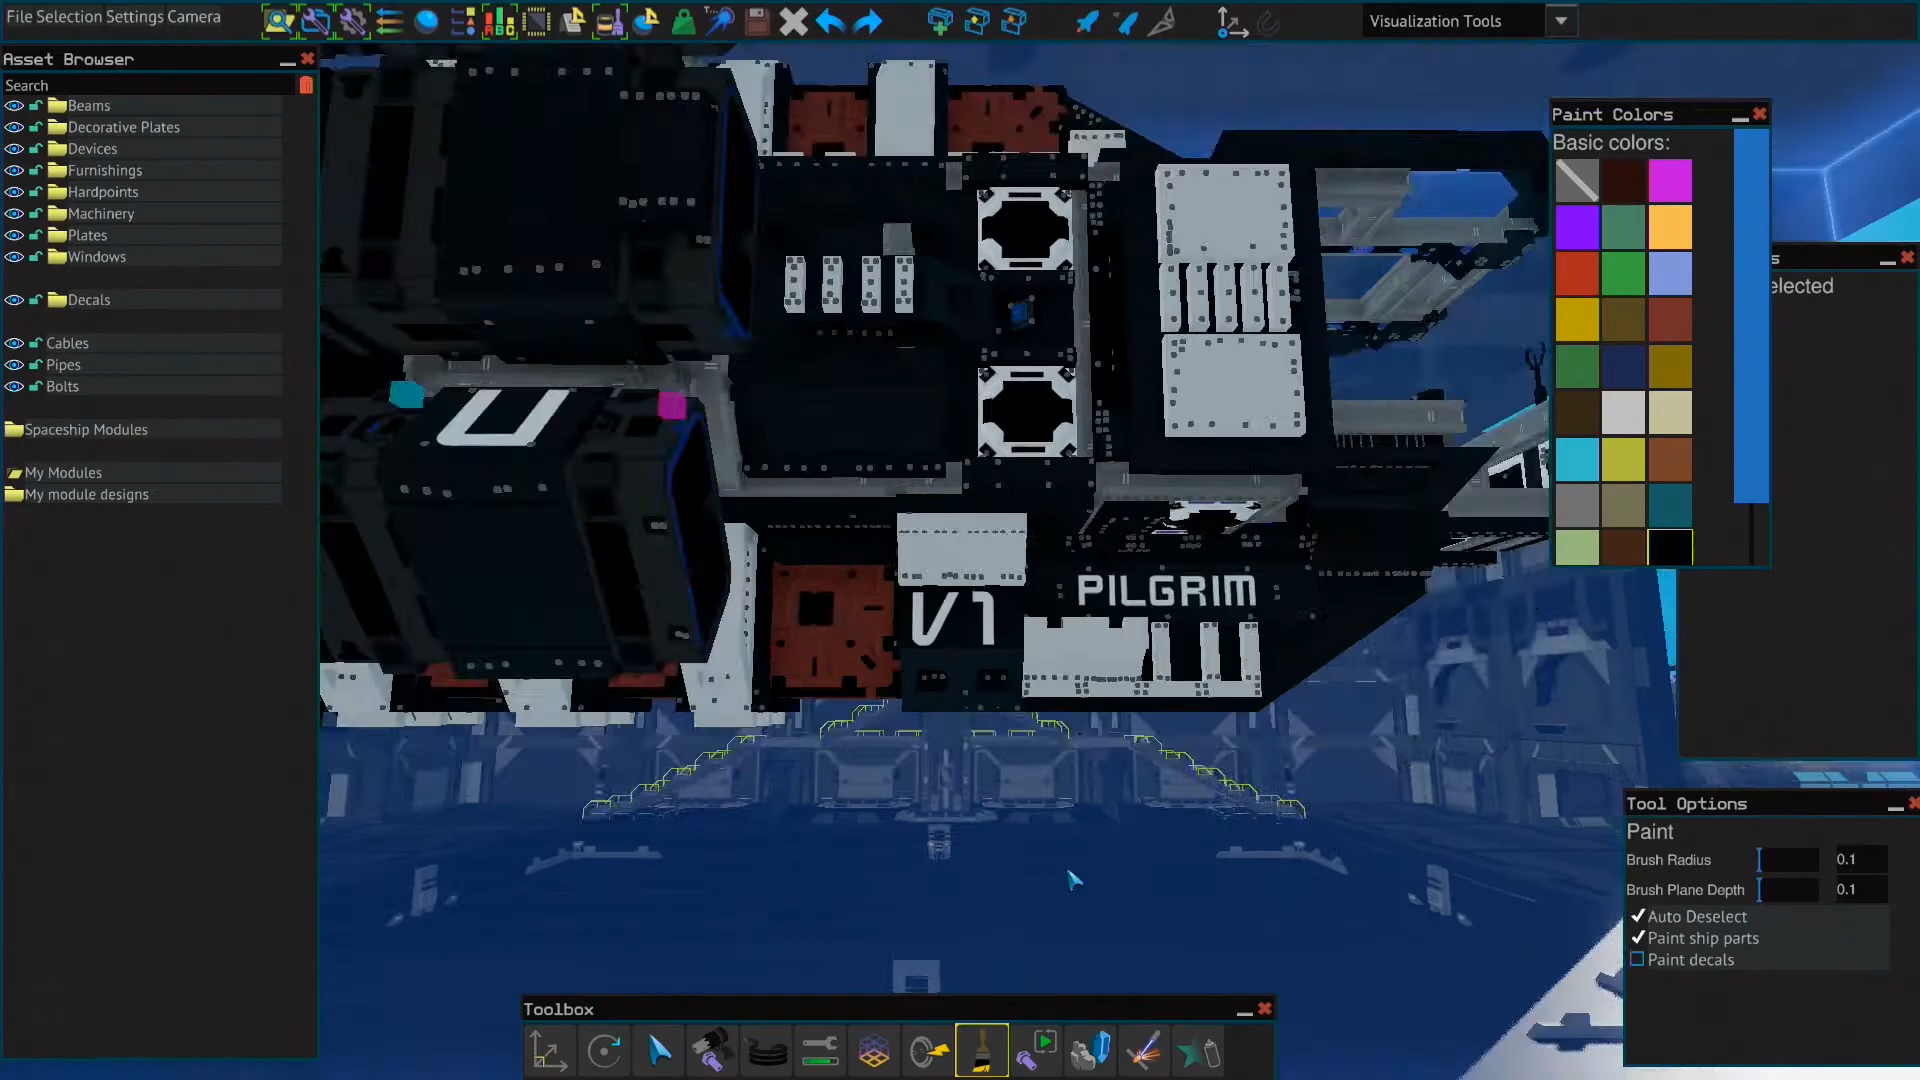 File Selection Settings Camera
ABC
Visualization Tools
Asset Browser
Search
Beams
Decorative Plates
Devices
Furnishings
Hardpoints
Machinery
Plates
Windows
Decals
Cables
Pipes
Bolts
Spaceship Modules
My Modules
My module designs
Paint Colors
Basic colors:
s
elected
U
V1
PILGRIM
Tool Options
Paint
Brush Radius 0.1
Brush Plane Depth 0.1
Auto Deselect
Paint ship parts
Paint decals
Toolbox